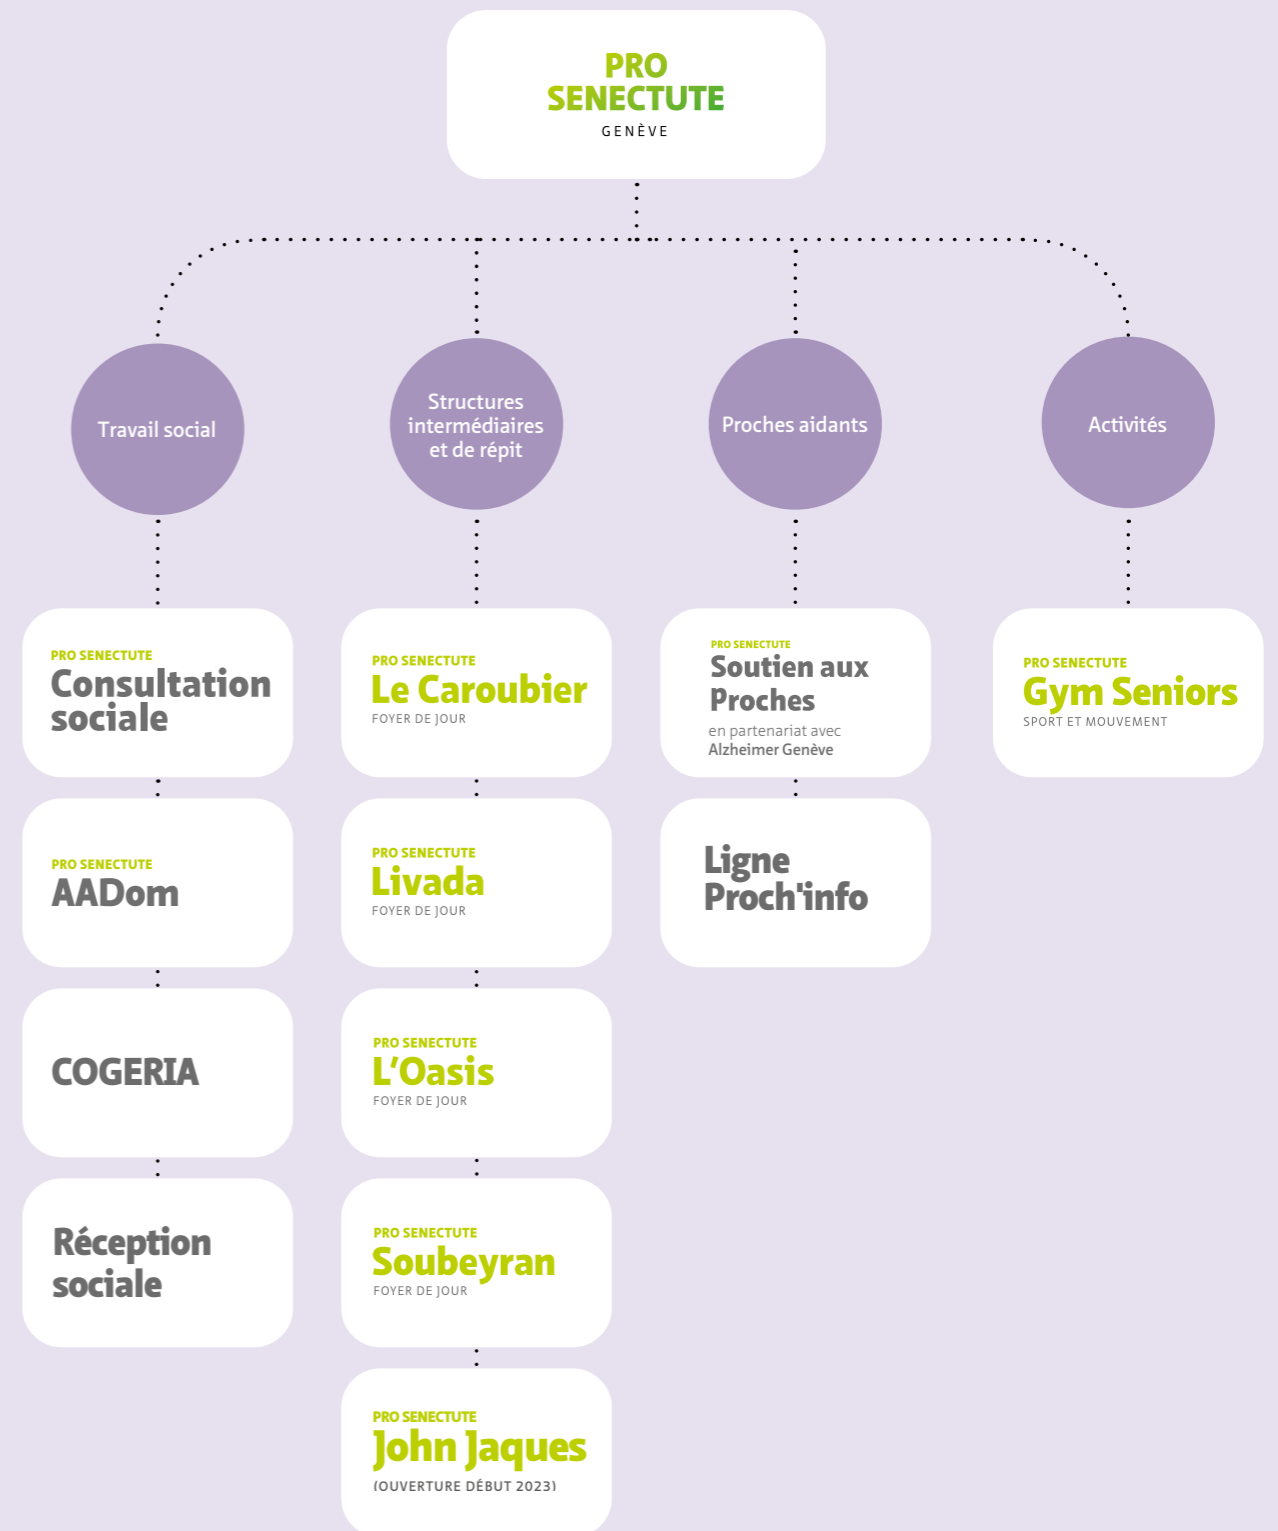 PRO
SENECTUTE
GENÈVE
Travail social
Structures
intermédiaires
et de répit
Proches aidants
Activités
PRO SENECTUTE
Consultation
sociale
PRO SENECTUTE
AADom
COGERIA
Réception
sociale
PRO SENECTUTE
Le Caroubier
FOYER DE JOUR
PRO SENECTUTE
Livada
FOYER DE JOUR
PRO SENECTUTE
L’Oasis
FOYER DE JOUR
PRO SENECTUTE
Soubeyran
FOYER DE JOUR
PRO SENECTUTE
John Jaques
(OUVERTURE DÉBUT 2023)
PRO SENECTUTE
Soutien aux
Proches
en partenariat avec
Alzheimer Genève
Ligne
Proch'info
PRO SENECTUTE
Gym Seniors
SPORT ET MOUVEMENT